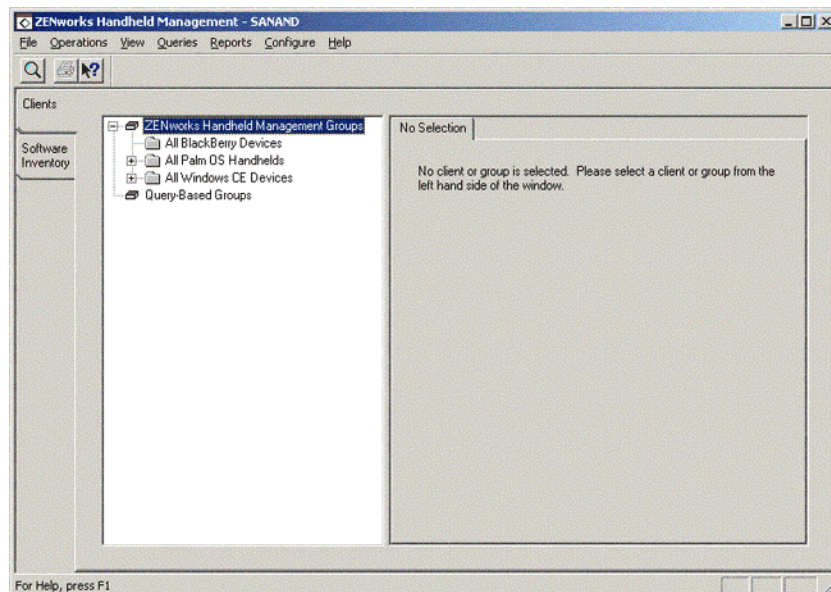 ZENworks Handheld Management - SANAND
File Operations View Queries Reports Configure Help
Clients
Software
Inventory
ZENworks Handheld Management Groups
All BlackBerry Devices
All Palm OS Handhelds
All Windows CE Devices
Query-Based Groups
No Selection
No client or group is selected. Please select a client or group from the
left hand side of the window.
For Help, press F1